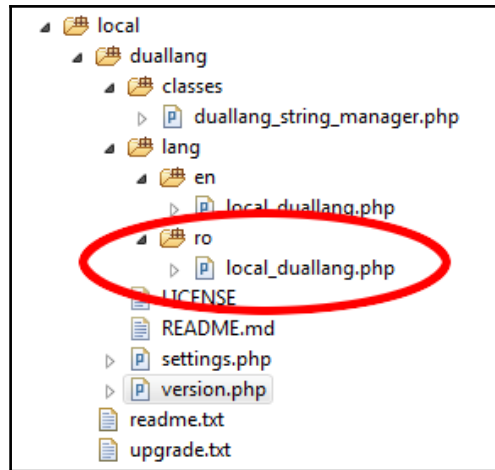 local
duallang
classes
duallang_string_manager.php
lang
en
local_duallang.php
ro
local_duallang.php
LICENSE
README.md
settings.php
version.php
readme.txt
upgrade.txt